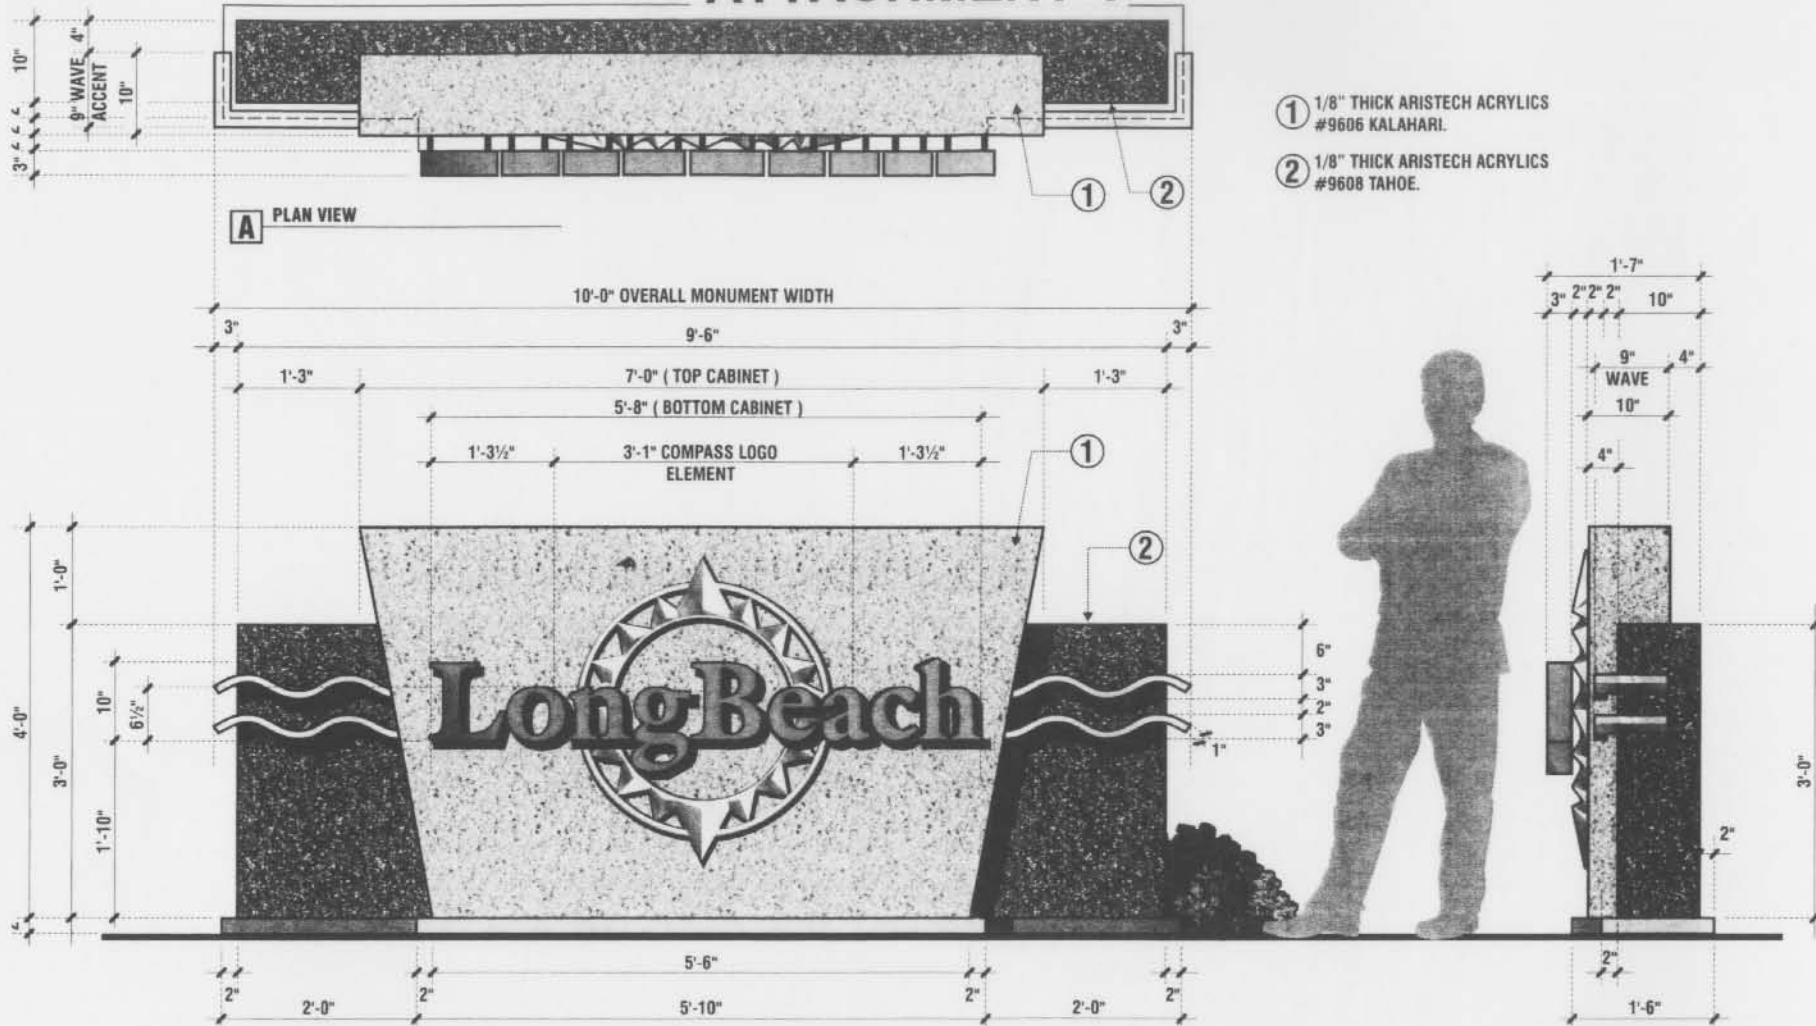 10"
4"
9" WAVE
ACCENT
10"
3"
1/8" THICK ARISTECH ACRYLICS
#9606 KALAHARI.
1
1/8" THICK ARISTECH ACRYLICS
#9608 TAHOE.
2
1
2
A PLAN VIEW
10'-0" OVERALL MONUMENT WIDTH
3" 9'-6" 3"
1'-3" 7'-0" ( TOP CABINET ) 1'-3"
5'-8" ( BOTTOM CABINET )
1'-3½" 3'-1" COMPASS LOGO
ELEMENT
1'-3½"
1
2
1'-0"
4'-0"
3'-0"
10"
6½"
1'-10"
LongBeach
6"
3"
2"
3"
1"
1'-7"
3" 2" 2" 2" 10"
9"
WAVE
4"
10"
4"
3'-0"
2"
2"
1'-6"
5'-6"
2" 2" 2" 2"
2'-0" 5'-10" 2'-0"